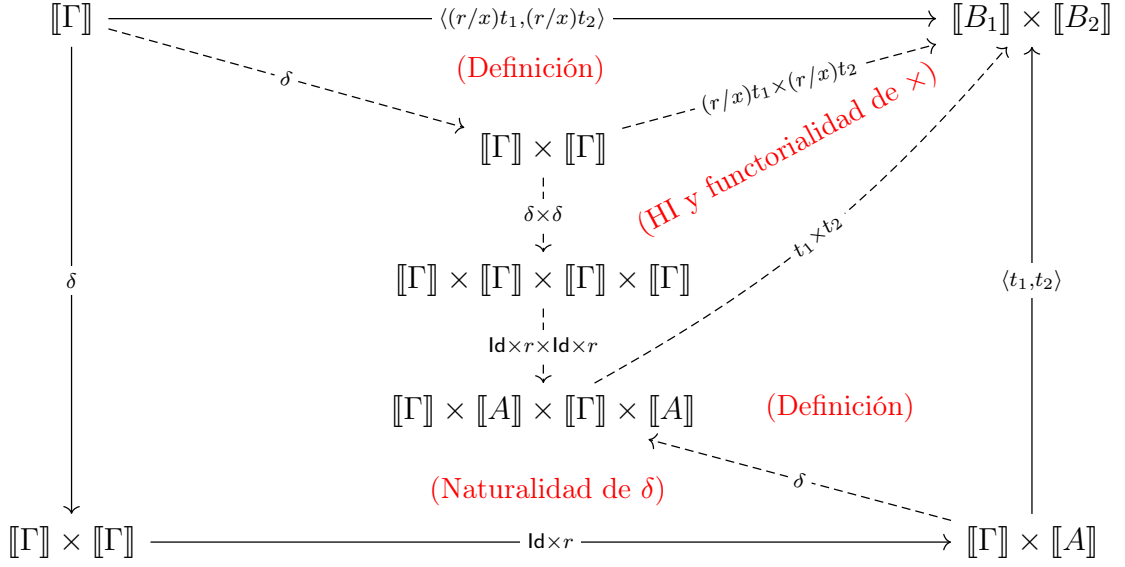 ⟦Γ⟧ ⟨(r/x)t₁,(r/x)t₂⟩ ⟦B₁⟧ × ⟦B₂⟧
(Definición)
δ
(r/x)t₁×(r/x)t₂
⟦Γ⟧ × ⟦Γ⟧
(HI y functorialidad de ×)
δ×δ
t₁×t₂
⟦Γ⟧ × ⟦Γ⟧ × ⟦Γ⟧ × ⟦Γ⟧
δ
⟨t₁,t₂⟩
Id×r×Id×r
⟦Γ⟧ × ⟦A⟧ × ⟦Γ⟧ × ⟦A⟧
(Definición)
δ
(Naturalidad de δ)
⟦Γ⟧ × ⟦Γ⟧ Id×r ⟦Γ⟧ × ⟦A⟧